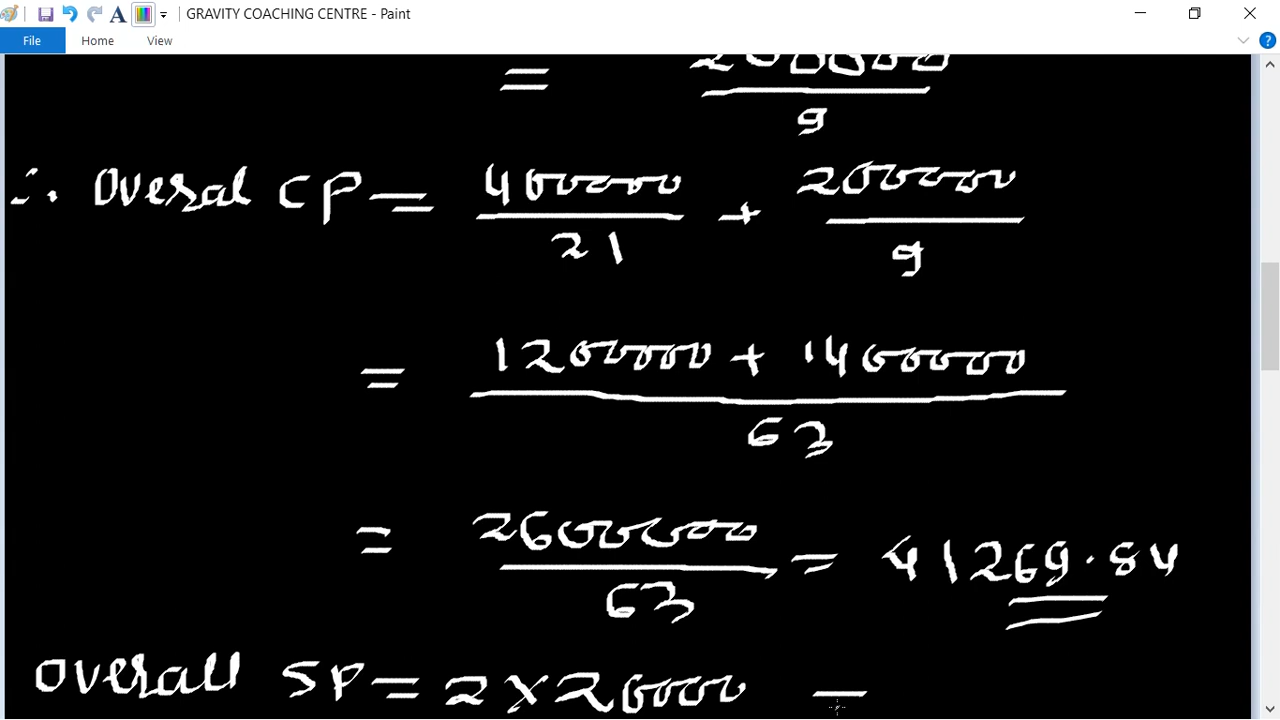 GRAVITY COACHING CENTRE - Paint
File Home View
= 200000/9
∴ Overal CP = 400000/21 + 200000/9
= 1200000 + 1400000/63
= 2600000/63 = 41269.84
Overall SP = 2 × 20000 =